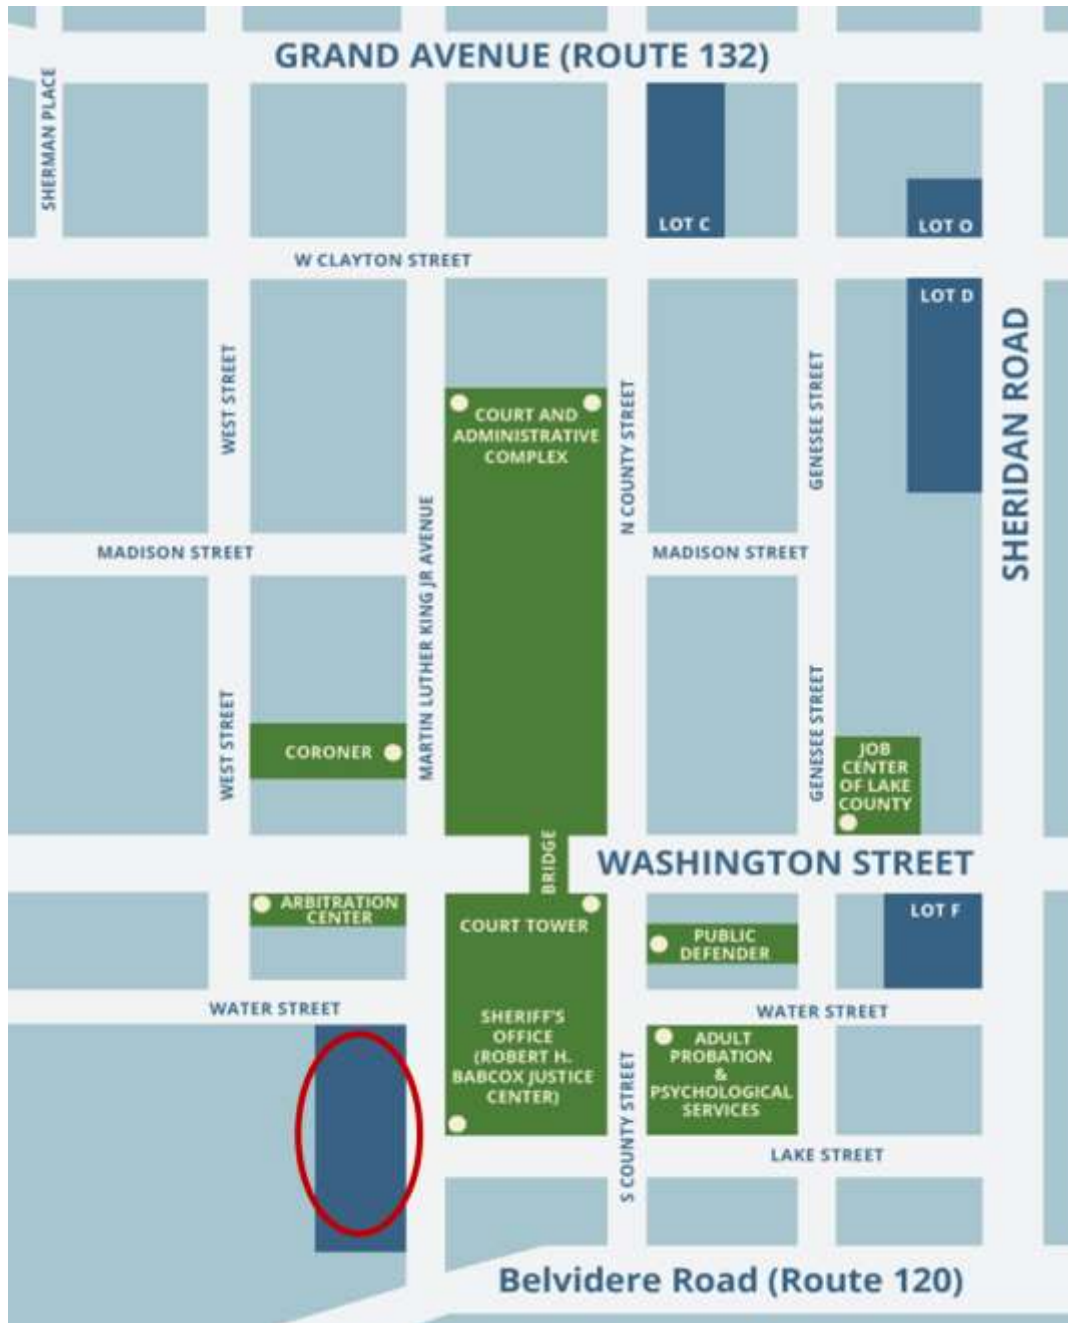 GRAND AVENUE (ROUTE 132)
SHERMAN PLACE
LOT C
LOT O
W CLAYTON STREET
LOT D
WEST STREET
GENESEE STREET
SHERIDAN ROAD
N COUNTY STREET
COURT AND
ADMINISTRATIVE
COMPLEX
MARTIN LUTHER KING JR AVENUE
MADISON STREET
MADISON STREET
WEST STREET
GENESEE STREET
CORONER
JOB
CENTER
OF LAKE
COUNTY
BRIDGE
WASHINGTON STREET
ARBITRATION
CENTER
COURT TOWER
PUBLIC
DEFENDER
LOT F
WATER STREET
WATER STREET
SHERIFF'S
OFFICE
(ROBERT H.
BABCOX JUSTICE
CENTER)
S COUNTY STREET
ADULT
PROBATION
&
PSYCHOLOGICAL
SERVICES
LAKE STREET
Belvidere Road (Route 120)